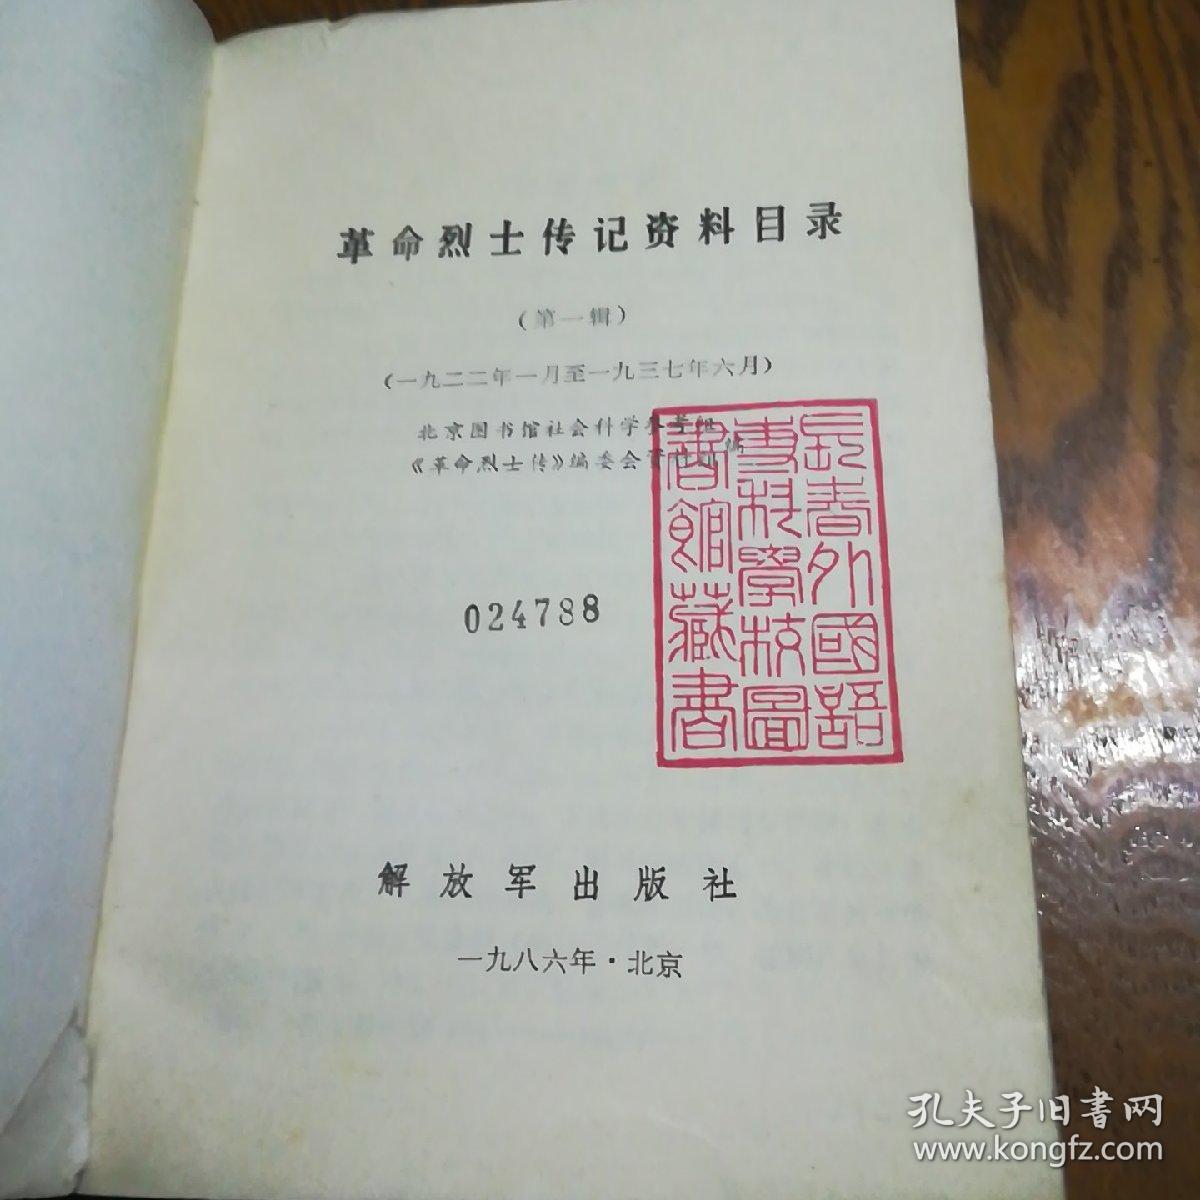 革命烈士传记资料目录
(第一辑)
(一九二二年一月至一九三七年六月)
北京图书馆社会科学参考组
《革命烈士传》编委会资料组
编
長春外國語
專科學校圖
書館藏書
024788
解放军出版社
一九八六年·北京
孔夫子旧书网
www.kongfz.com